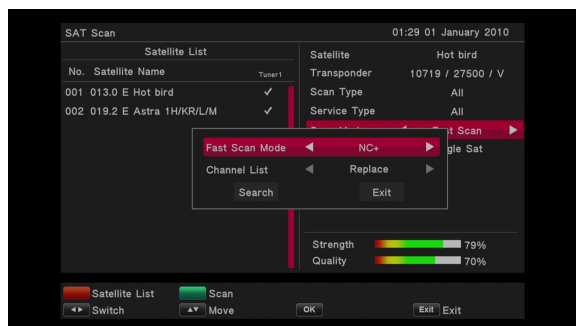 SAT Scan 01:29 01 January 2010
Satellite List
No. Satellite Name Tuner1
001 013.0 E Hot bird
002 019.2 E Astra 1H/KR/L/M
Satellite Hot bird
Transponder 10719 / 27500 / V
Scan Type All
Service Type All
Scan
Fast Scan Mode NC+
Channel List Replace
Search Exit
Sat
Strength 79%
Quality 70%
Satellite List Scan
Switch Move OK Exit Exit